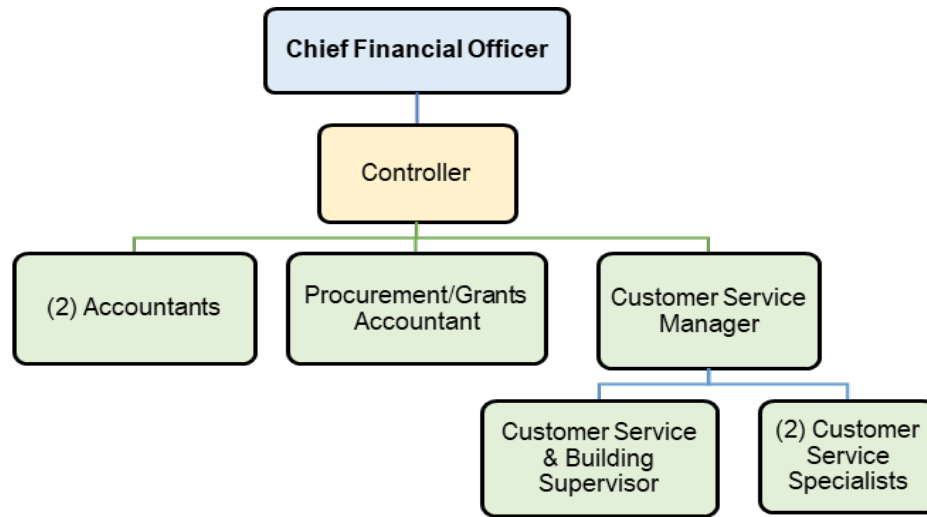 Chief Financial Officer
Controller
(2) Accountants
Procurement/Grants
Accountant
Customer Service
Manager
Customer Service
& Building
Supervisor
(2) Customer
Service
Specialists